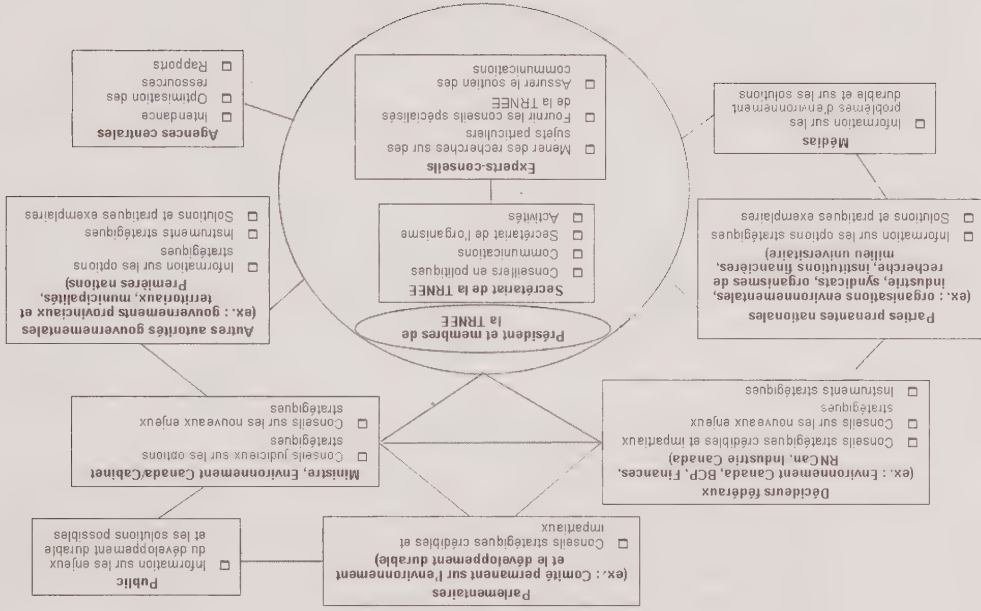 Parlementaires
(ex. : Comité permanent sur l'environnement
et le développement durable)
□ Conseils stratégiques crédibles et
impartiaux
Public
□ Information sur les enjeux
du développement durable
et les solutions possibles
Décideurs fédéraux
(ex. : Environnement Canada, BCP, Finances,
RNCan, Industrie Canada)
□ Conseils stratégiques crédibles et impartiaux
□ Conseils sur les nouveaux enjeux
stratégiques
□ Instruments stratégiques
Ministre, Environnement Canada/Cabinet
□ Conseils judicieux sur les options
stratégiques
□ Conseils sur les nouveaux enjeux
stratégiques
Président et membres de
la TRNEE
Parties prenantes nationales
(ex. : organisations environnementales,
industrie, syndicats, organismes de
recherche, institutions financières,
milieu universitaire)
□ Information sur les options stratégiques
□ Solutions et pratiques exemplaires
Secrétariat de la TRNEE
□ Conseillers en politiques
□ Communications
□ Secrétariat de l'organisme
□ Activités
Autres autorités gouvernementales
(ex. : gouvernements provinciaux et
territoriaux, municipalités,
Premières nations)
□ Information sur les options
stratégiques
□ Instruments stratégiques
□ Solutions et pratiques exemplaires
Médias
□ Information sur les
problèmes d'environnement
durable et sur les solutions
Experts-conseils
□ Mener des recherches sur des
sujets particuliers
□ Fournir les conseils spécialisés
de la TRNEE
□ Assurer le soutien des
communications
Agences centrales
□ Intendance
□ Optimisation des
ressources
□ Rapports